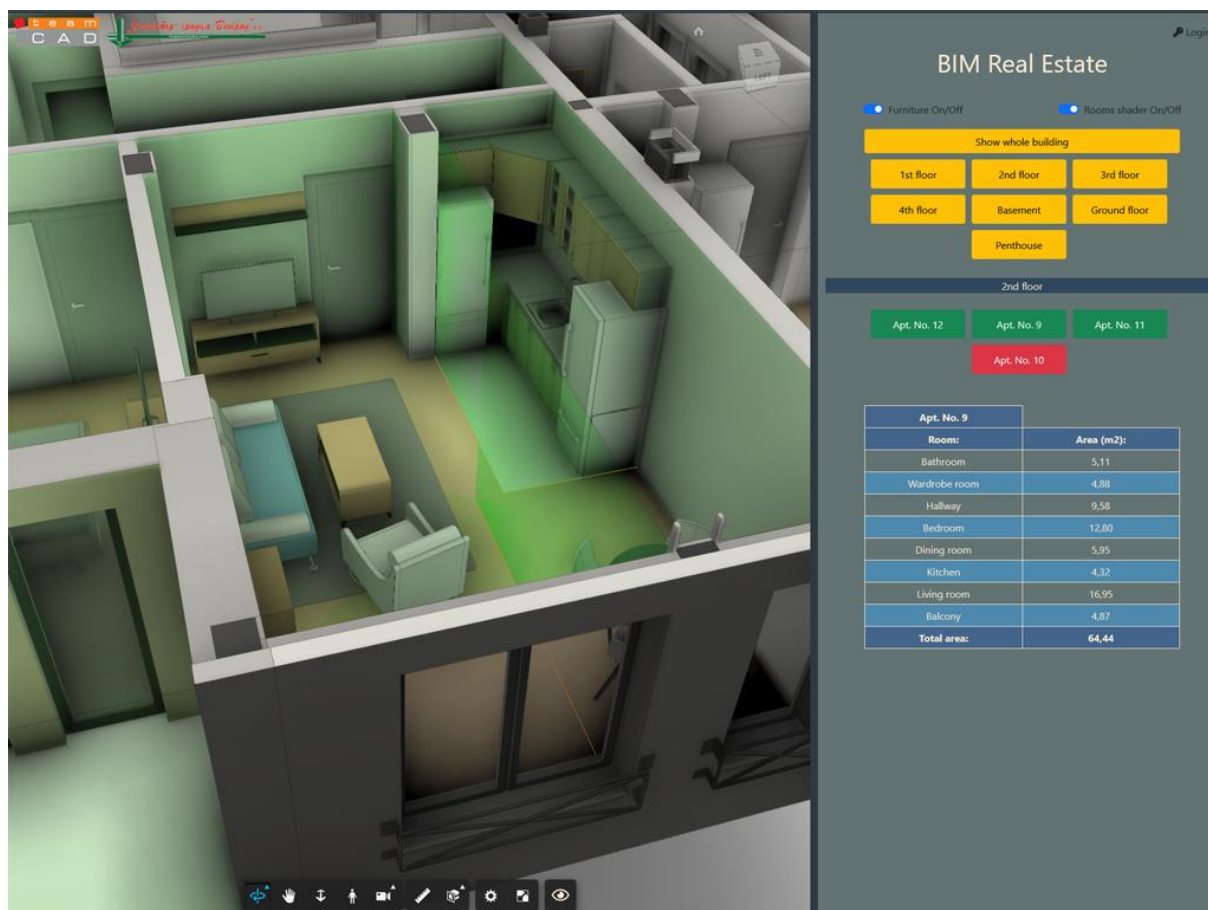 team
CAD
Login
BIM Real Estate
Furniture On/Off Rooms shader On/Off
Show whole building
1st floor 2nd floor 3rd floor
4th floor Basement Ground floor
Penthouse
2nd floor
Apt. No. 12 Apt. No. 9 Apt. No. 11
Apt. No. 10
Apt. No. 9
Room: Area (m2):
Bathroom 5,11
Wardrobe room 4,88
Hallway 9,58
Bedroom 12,80
Dining room 5,95
Kitchen 4,32
Living room 16,95
Balcony 4,87
Total area: 64,44